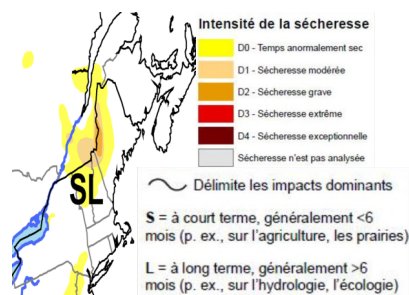 Intensité de la sécheresse
D0 - Temps anormalement sec
D1 - Sécheresse modérée
D2 - Sécheresse grave
D3 - Sécheresse extrême
D4 - Sécheresse exceptionnelle
Sécheresse n'est pas analysée
SL
Délimite les impacts dominants
S = à court terme, généralement <6
mois (p. ex., sur l'agriculture, les prairies)
L = à long terme, généralement >6
mois (p. ex., sur l'hydrologie, l'écologie)